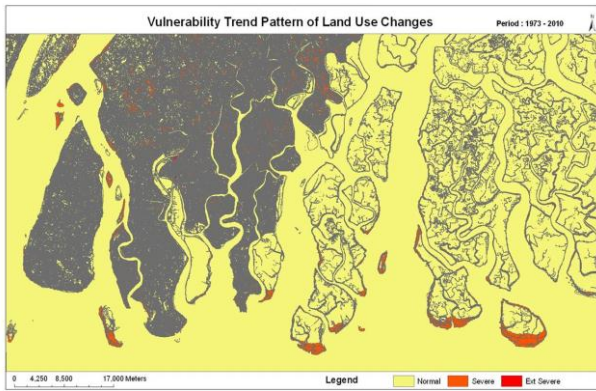 Vulnerability Trend Pattern of Land Use Changes
Period : 1973 - 2010
N
0 4,250 8,500 17,000 Meters
Legend
Normal
Severe
Ext Severe